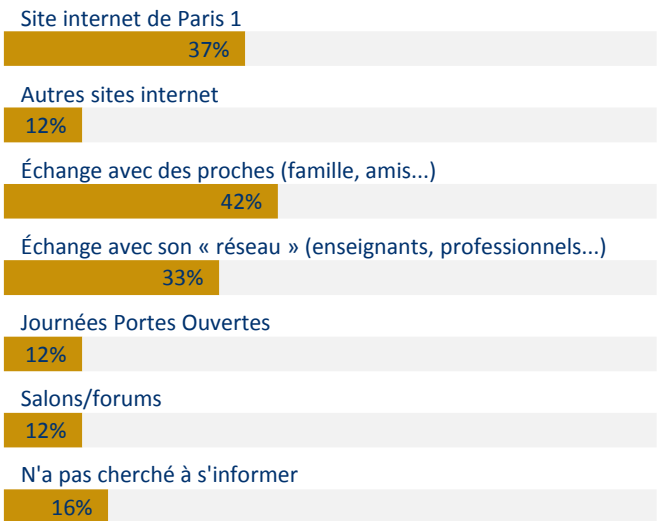 Site internet de Paris 1
37%
Autres sites internet
12%
Échange avec des proches (famille, amis...)
42%
Échange avec son « réseau » (enseignants, professionnels...)
33%
Journées Portes Ouvertes
12%
Salons/forums
12%
N'a pas cherché à s'informer
16%